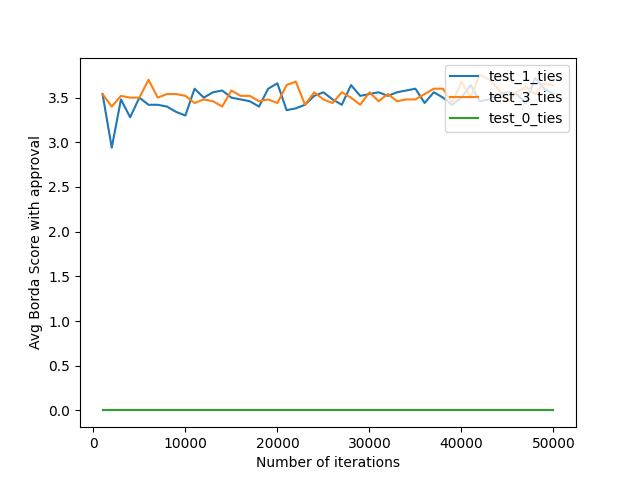 test_1_ties
test_3_ties
test_0_ties
3.5
3.0
2.5
2.0
1.5
1.0
0.5
0.0
Avg Borda Score with approval
0 10000 20000 30000 40000 50000
Number of iterations